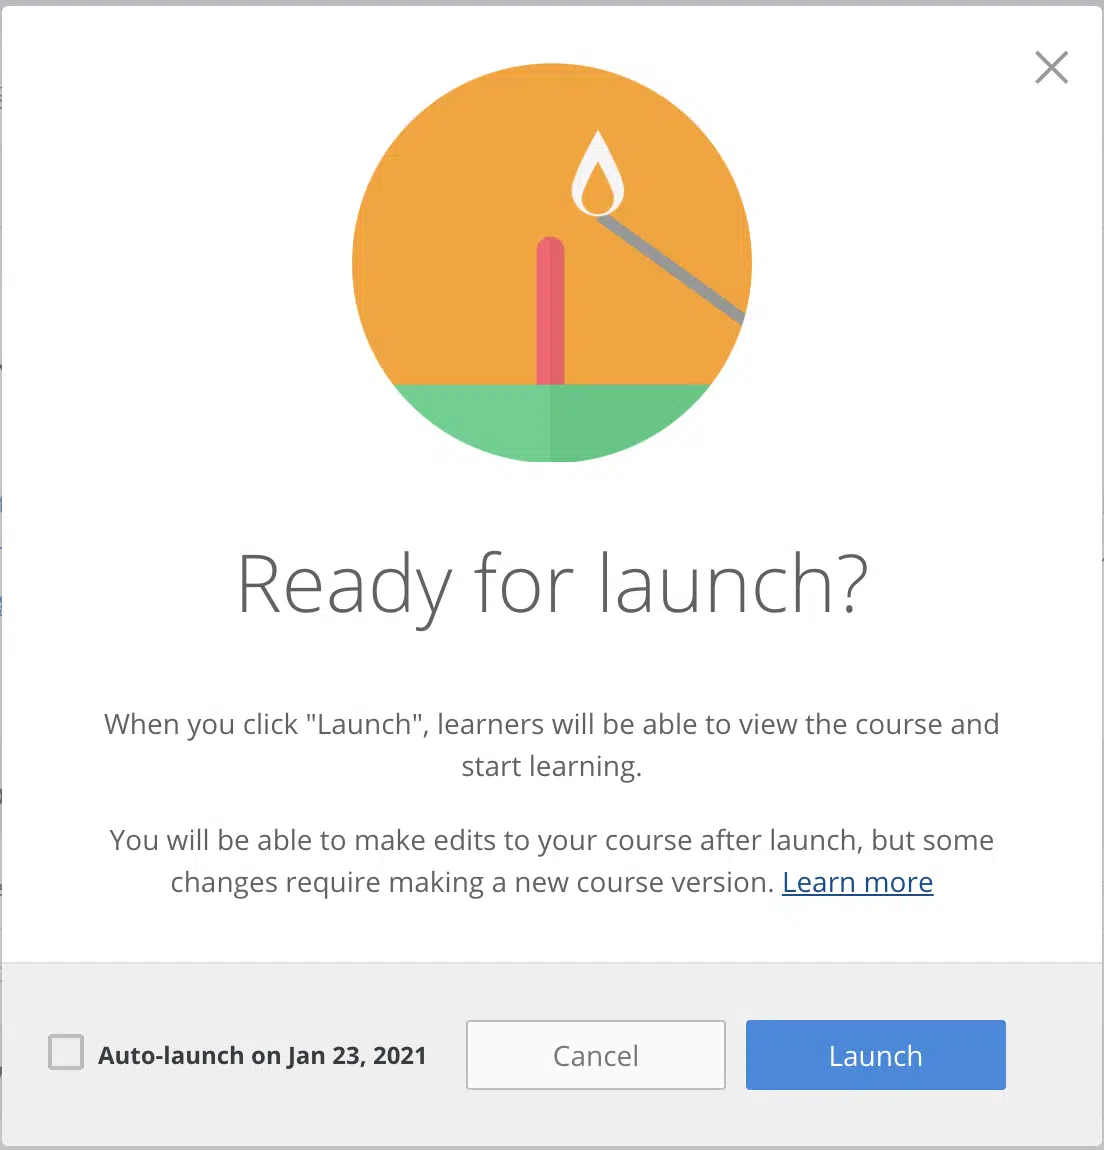 Ready for launch?
When you click "Launch", learners will be able to view the course and
start learning.
You will be able to make edits to your course after launch, but some
changes require making a new course version. Learn more
Auto-launch on Jan 23, 2021
Cancel
Launch